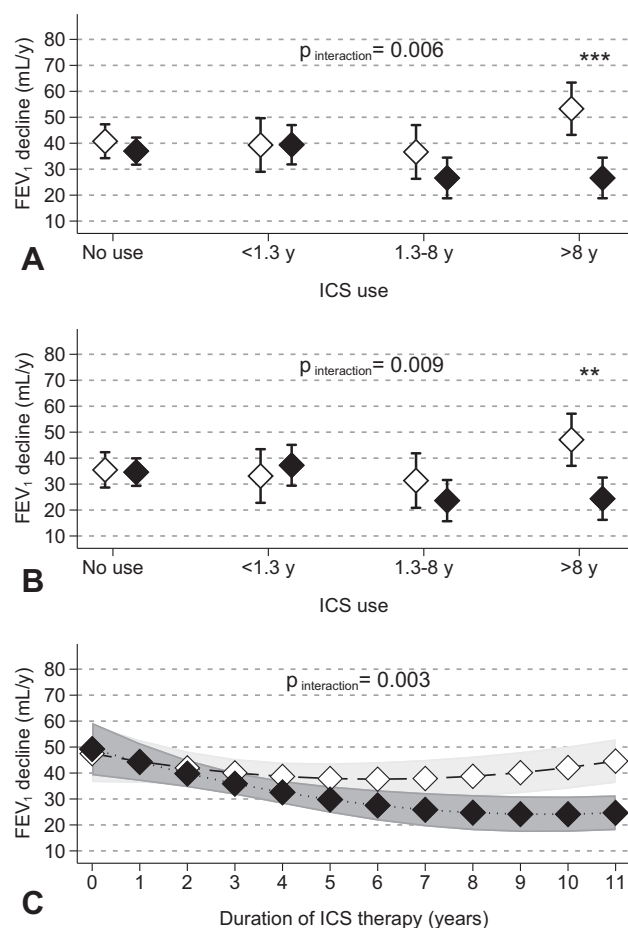 80
70
60
50
40
30
20
10
FEV₁ decline (mL/y)
p interaction= 0.006
***
No use <1.3 y 1.3-8 y >8 y
A
ICS use
80
70
60
50
40
30
20
10
FEV₁ decline (mL/y)
p interaction= 0.009
**
No use <1.3 y 1.3-8 y >8 y
B
ICS use
80
70
60
50
40
30
20
10
FEV₁ decline (mL/y)
p interaction= 0.003
0 1 2 3 4 5 6 7 8 9 10 11
C
Duration of ICS therapy (years)